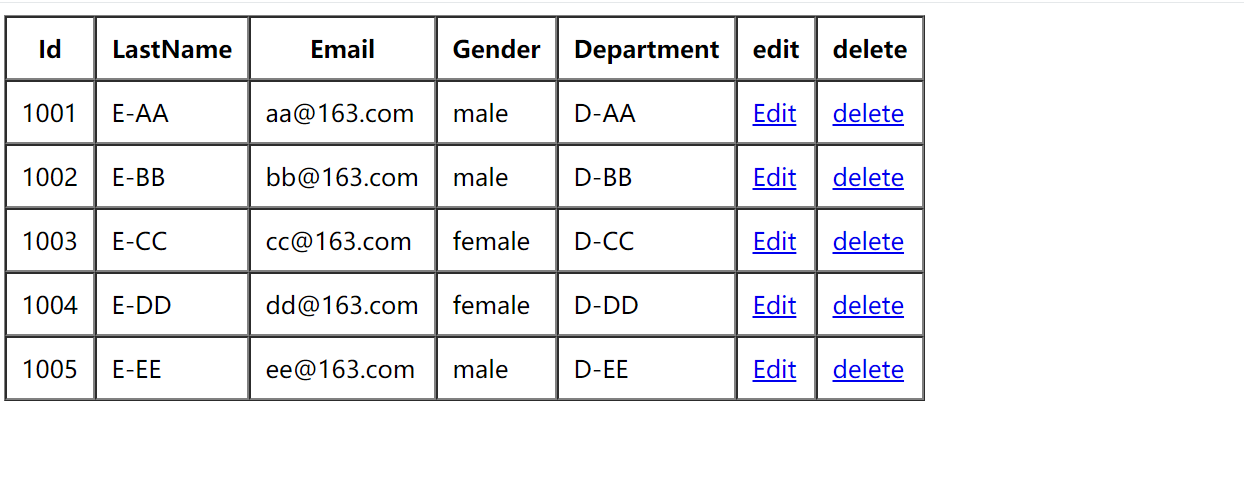 Id LastName Email Gender Department edit delete
1001 E-AA aa@163.com male D-AA Edit delete
1002 E-BB bb@163.com male D-BB Edit delete
1003 E-CC cc@163.com female D-CC Edit delete
1004 E-DD dd@163.com female D-DD Edit delete
1005 E-EE ee@163.com male D-EE Edit delete